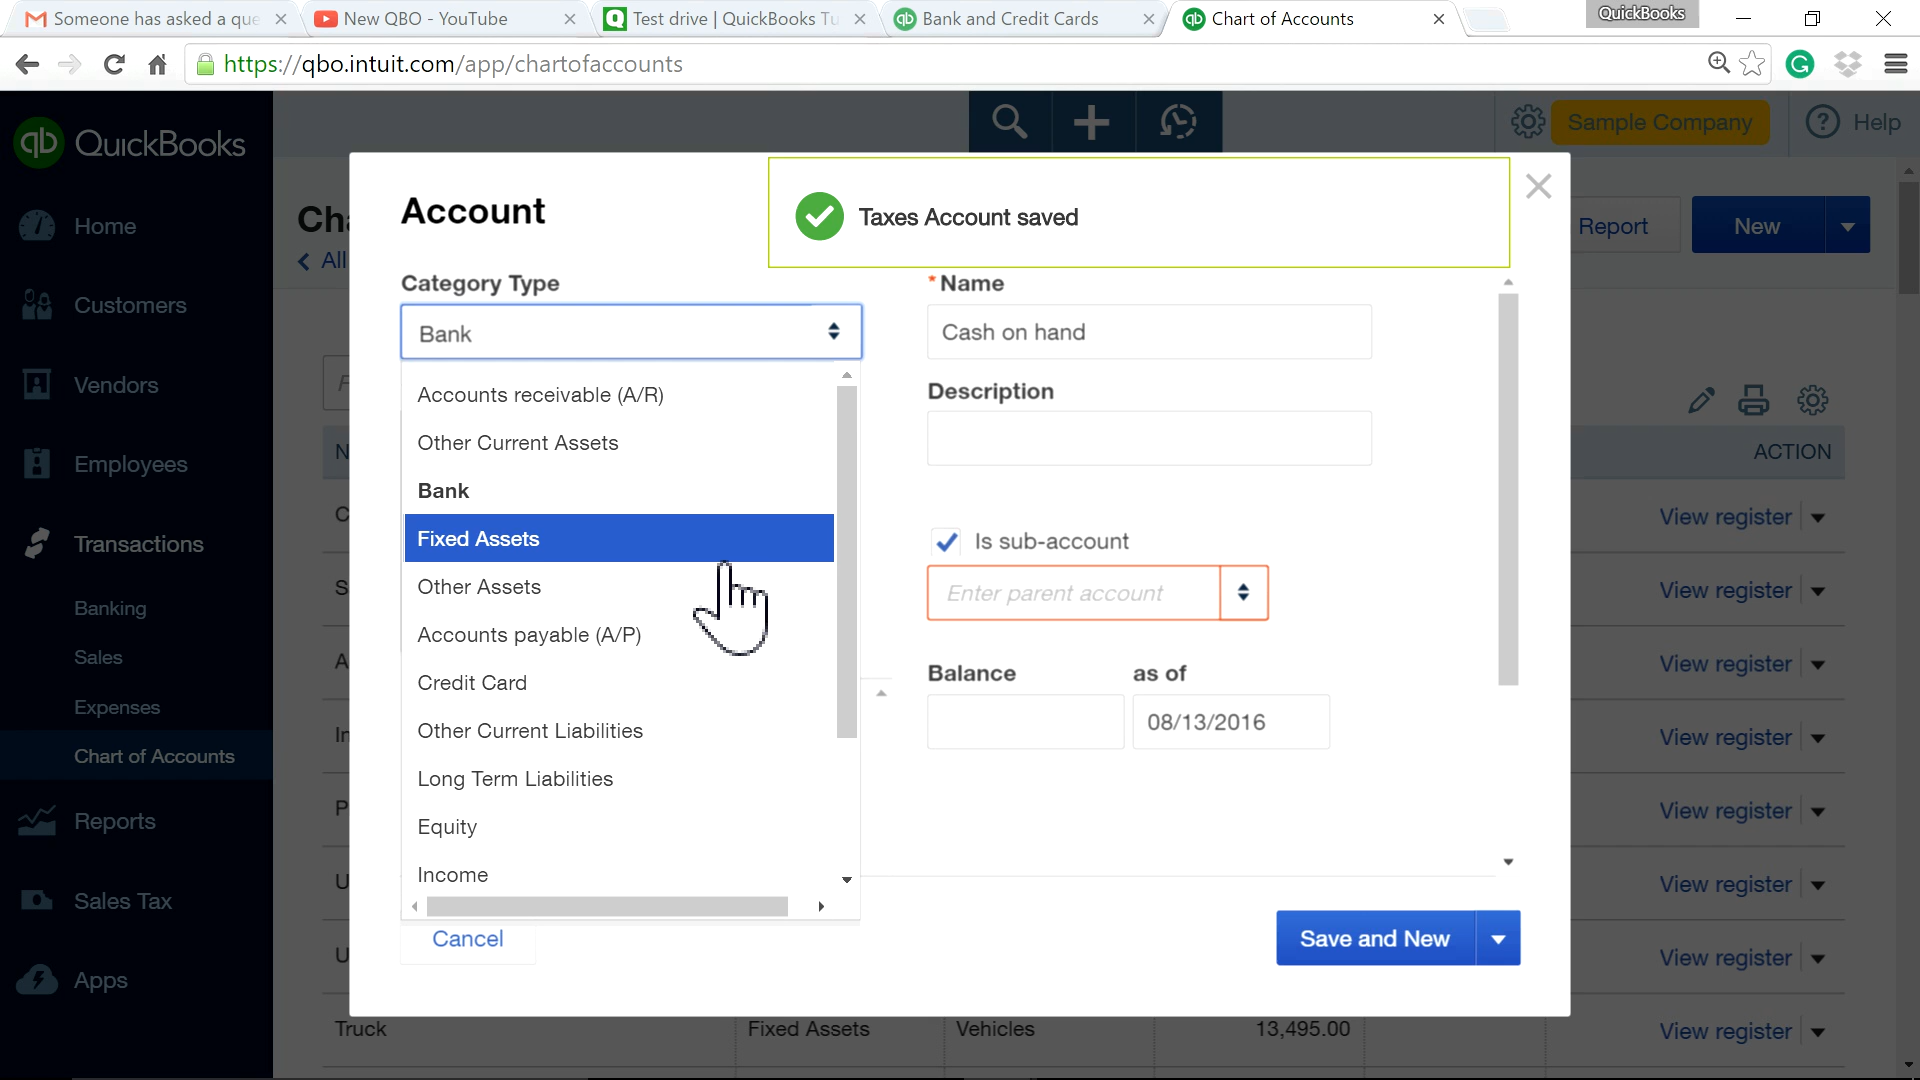 Someone has asked a que
New QBO - YouTube
Test drive | QuickBooks Tu
Bank and Credit Cards
Chart of Accounts
QuickBooks
https://qbo.intuit.com/app/chartofaccounts
qb QuickBooks
Sample Company
Help
Home
Customers
Vendors
Employees
Transactions
Banking
Sales
Expenses
Chart of Accounts
Reports
Sales Tax
Apps
Ch
All
Report
New
Account
Taxes Account saved
Category Type
Bank
Accounts receivable (A/R)
Other Current Assets
Bank
Fixed Assets
Other Assets
Accounts payable (A/P)
Credit Card
Other Current Liabilities
Long Term Liabilities
Equity
Income
Cancel
* Name
Cash on hand
Description
Is sub-account
Enter parent account
Balance
as of
08/13/2016
Save and New
ACTION
View register
View register
View register
View register
View register
View register
View register
Truck
Fixed Assets
Vehicles
13,495.00
View register